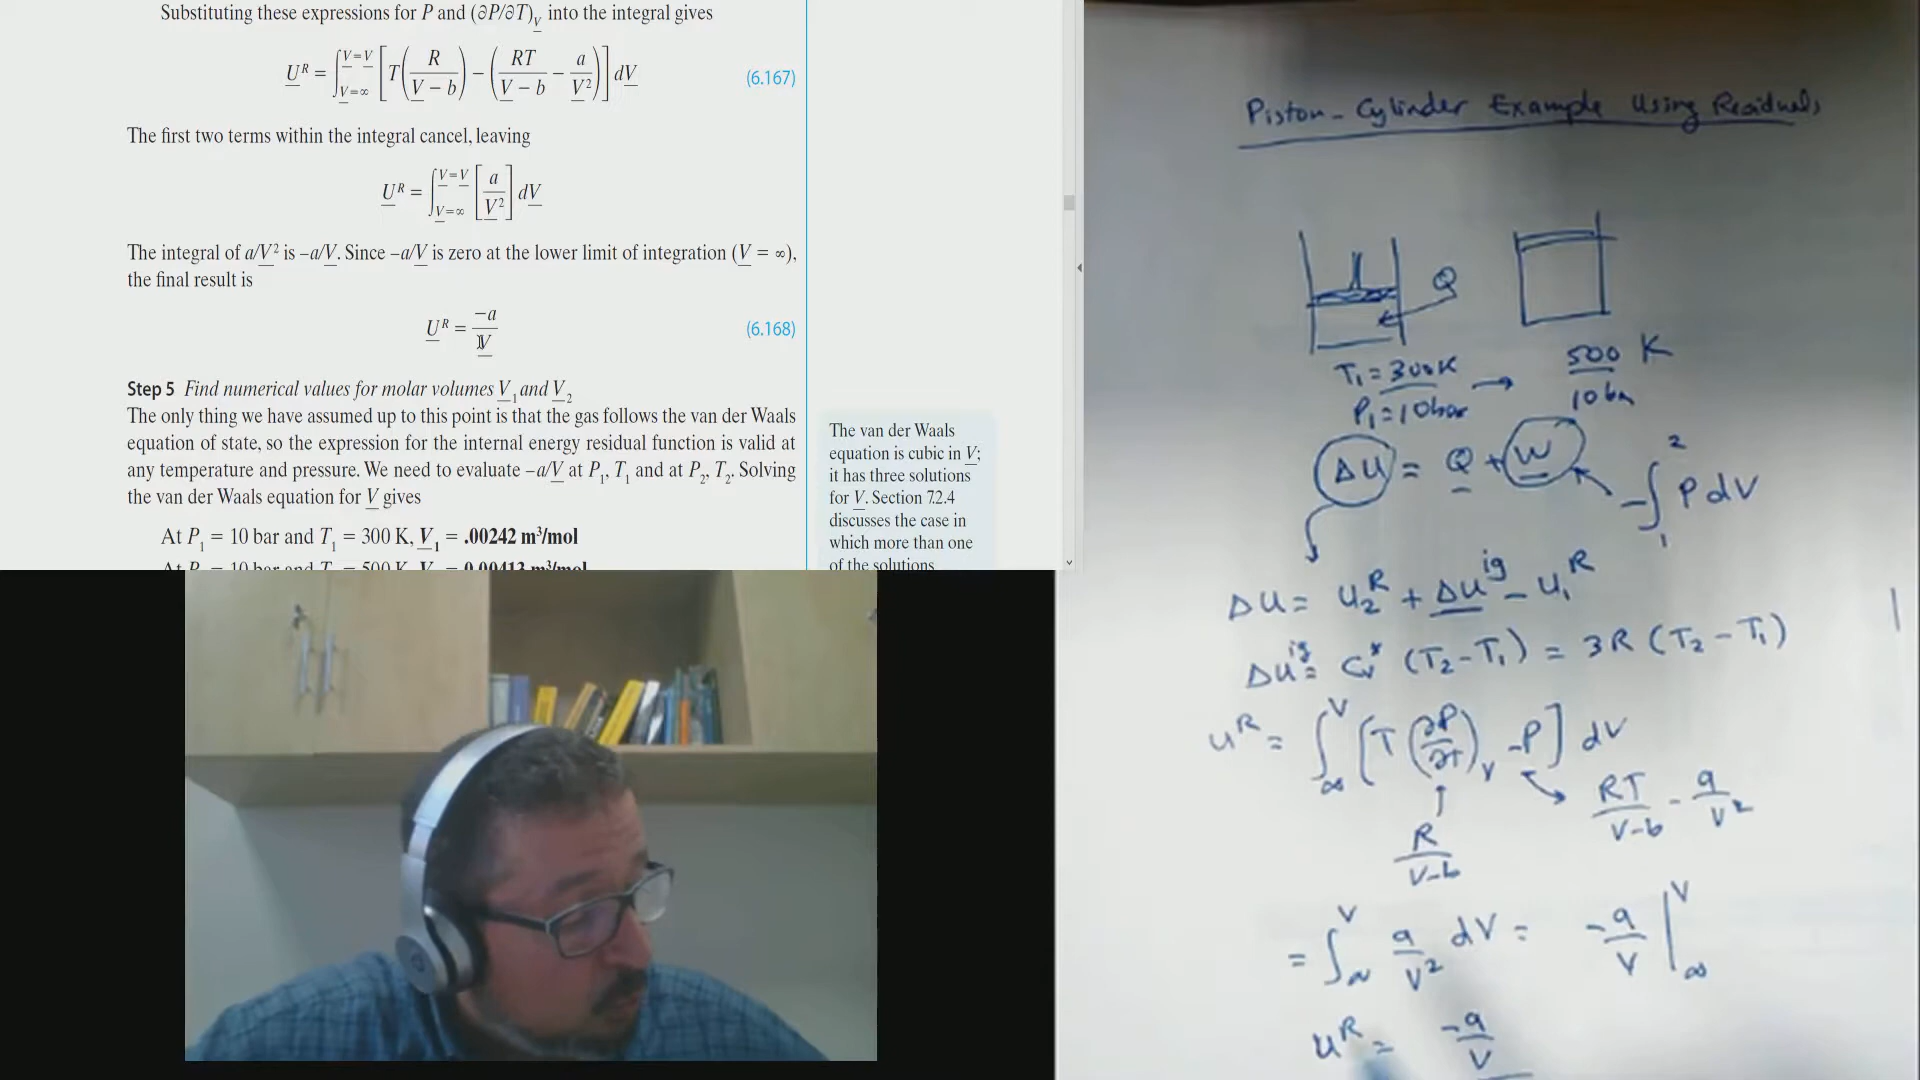 Substituting these expressions for P and (∂P/∂T)V into the integral gives
U^R = ∫_{V=∞}^{V=V} [T(R/(V − b)) − (RT/(V − b) − a/V²)] dV (6.167)
The first two terms within the integral cancel, leaving
U^R = ∫_{V=∞}^{V=V} [a/V²] dV
The integral of a/V² is –a/V. Since –a/V is zero at the lower limit of integration (V = ∞),
the final result is
U^R = −a/V (6.168)
Step 5 Find numerical values for molar volumes V₁ and V₂
The only thing we have assumed up to this point is that the gas follows the van der Waals
equation of state, so the expression for the internal energy residual function is valid at
any temperature and pressure. We need to evaluate –a/V at P₁, T₁ and at P₂, T₂. Solving
the van der Waals equation for V gives
At P₁ = 10 bar and T₁ = 300 K, V₁ = .00242 m³/mol
The van der Waals
equation is cubic in V;
it has three solutions
for V. Section 7.2.4
discusses the case in
which more than one
of the solutions
Piston-Cylinder Example Using Residuals
Q
T₁ = 300K → 500 K
P₁ = 10bar 10 bar
ΔU = Q + W
-∫₁² P dV
ΔU = U₂^R + ΔU^ig - U₁^R
ΔU^ig = Cv* (T₂-T₁) = 3R (T₂-T₁)
U^R = ∫_∞^V [T (∂P/∂T)_V - P] dV
RT/(V-b) - a/V²
R/(V-b)
= ∫_∞^V a/V² dV = -a/V |_∞^V
U^R = -a/V